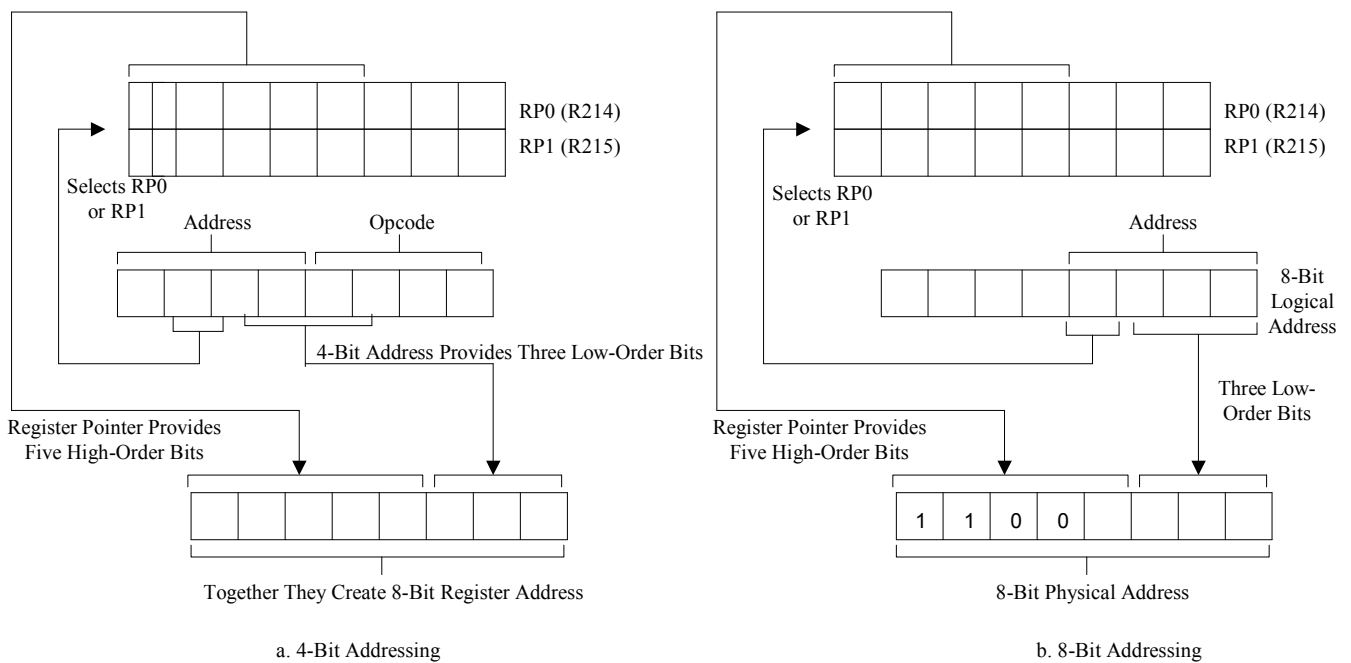 RP0 (R214)
RP1 (R215)
Selects RP0
or RP1
Address
Opcode
4-Bit Address Provides Three Low-Order Bits
Register Pointer Provides
Five High-Order Bits
Together They Create 8-Bit Register Address
a. 4-Bit Addressing
RP0 (R214)
RP1 (R215)
Selects RP0
or RP1
Address
8-Bit
Logical
Address
Three Low-
Order Bits
Register Pointer Provides
Five High-Order Bits
1 1 0 0
8-Bit Physical Address
b. 8-Bit Addressing